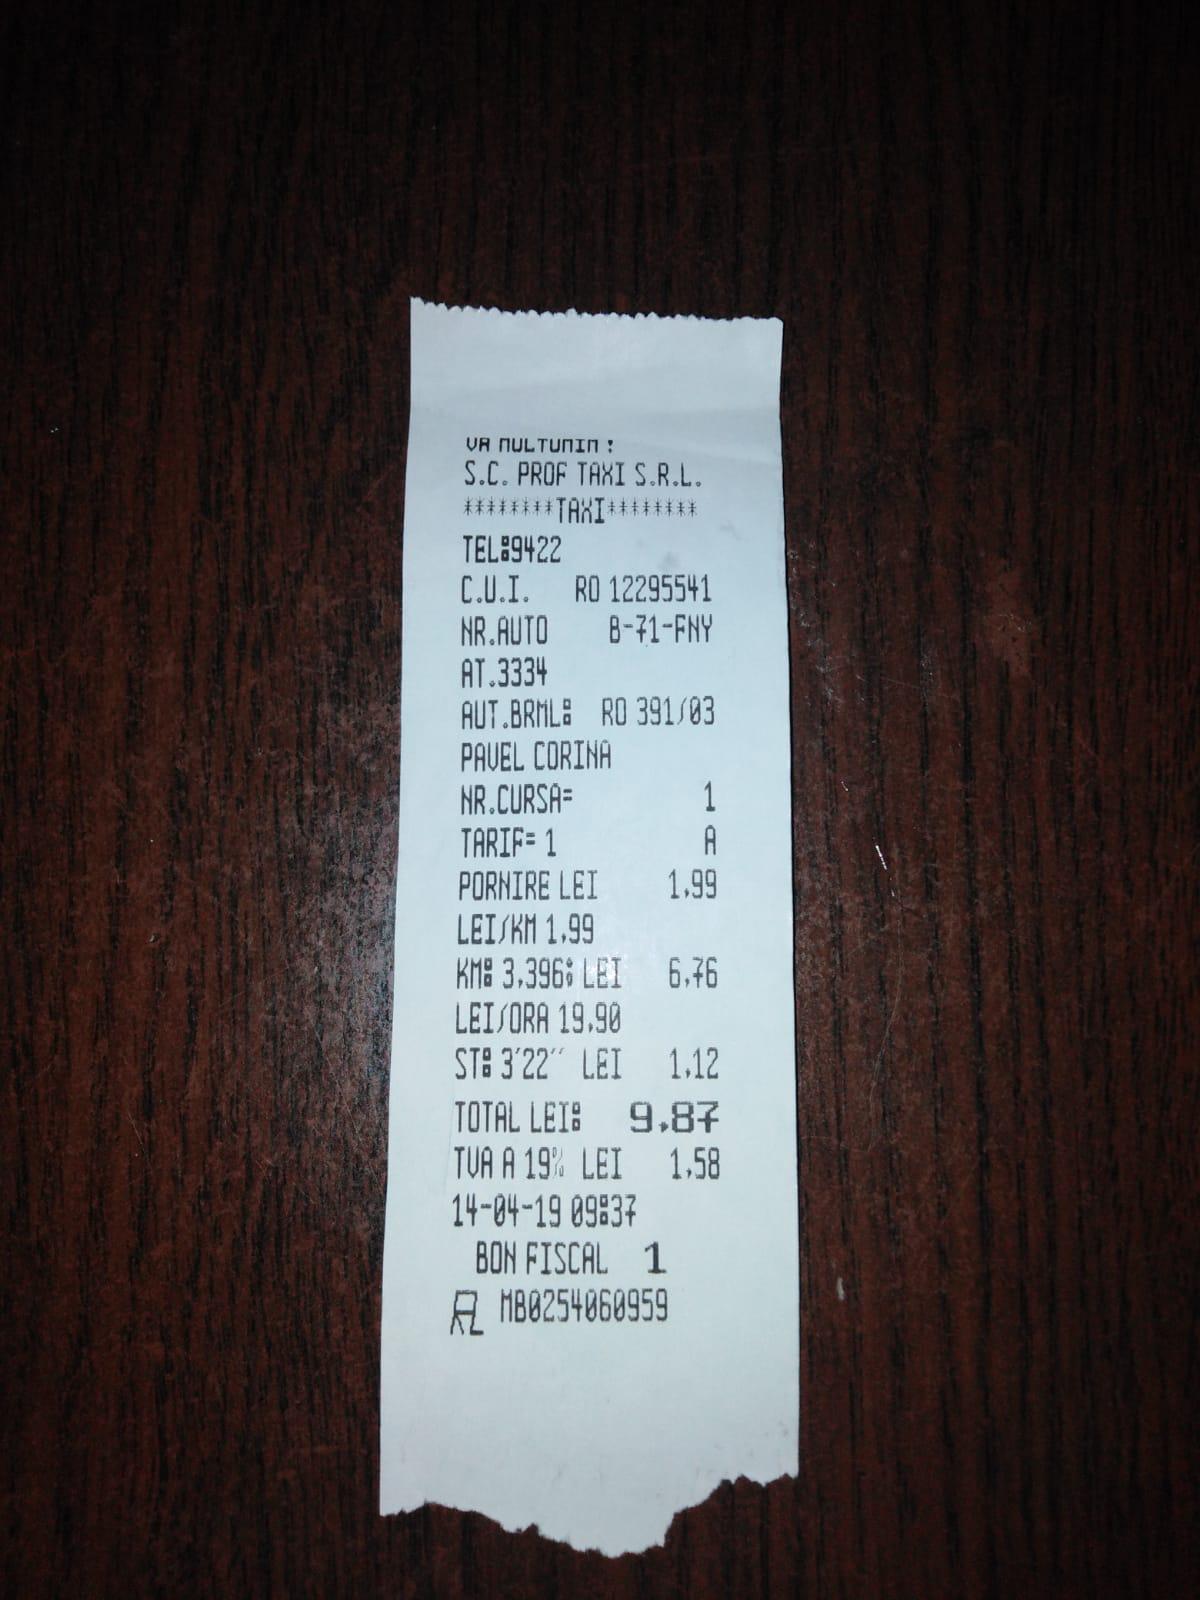 VA MULTUMIM !
S.C. PROF TAXI S.R.L.
********TAXI********
TEL:9422
C.U.I. RO 12295541
NR.AUTO B-71-FNY
AT.3334
AUT.BRML: RO 391/03
PAVEL CORINA
NR.CURSA= 1
TARIF= 1 A
PORNIRE LEI 1,99
LEI/KM 1,99
KM: 3,396: LEI 6,76
LEI/ORA 19,90
ST: 3'22'' LEI 1,12
TOTAL LEI: 9,87
TVA A 19% LEI 1,58
14-04-19 09:37
BON FISCAL 1
MB0254060959